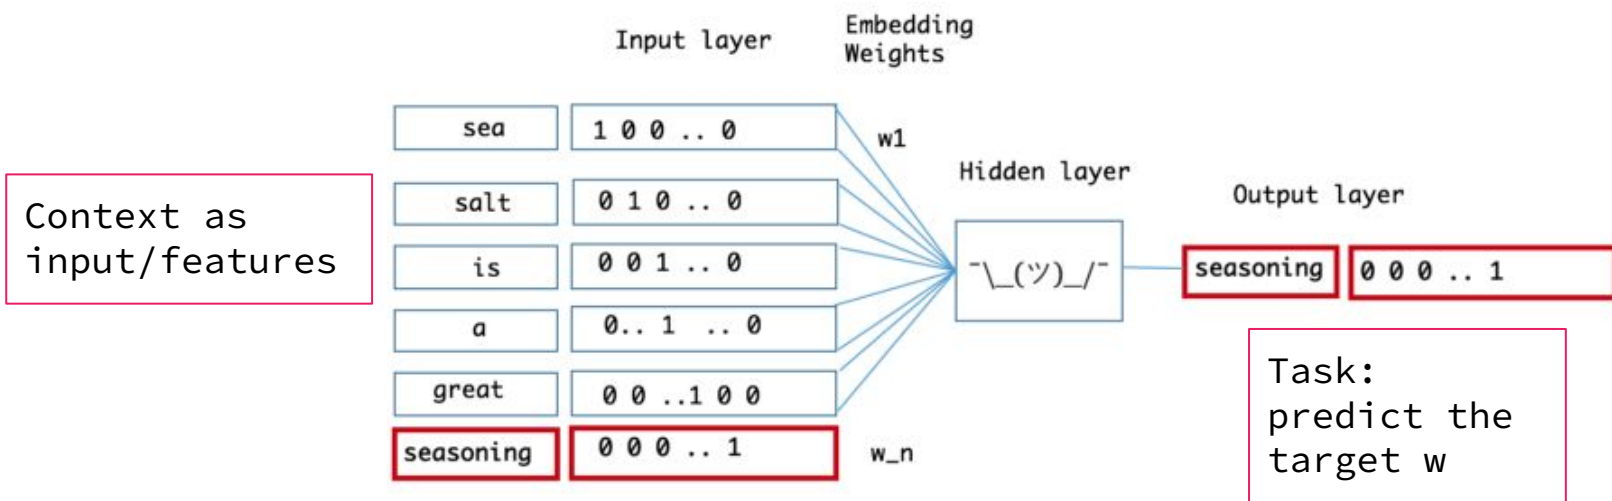 Input layer
Embedding
Weights
sea
1 0 0 .. 0
w1
salt
0 1 0 .. 0
is
0 0 1 .. 0
a
0.. 1 .. 0
great
0 0 ..1 0 0
seasoning
0 0 0 .. 1
w_n
Context as
input/features
Hidden layer
¯\_(ツ)_/¯
Output layer
seasoning
0 0 0 .. 1
Task:
predict the
target w